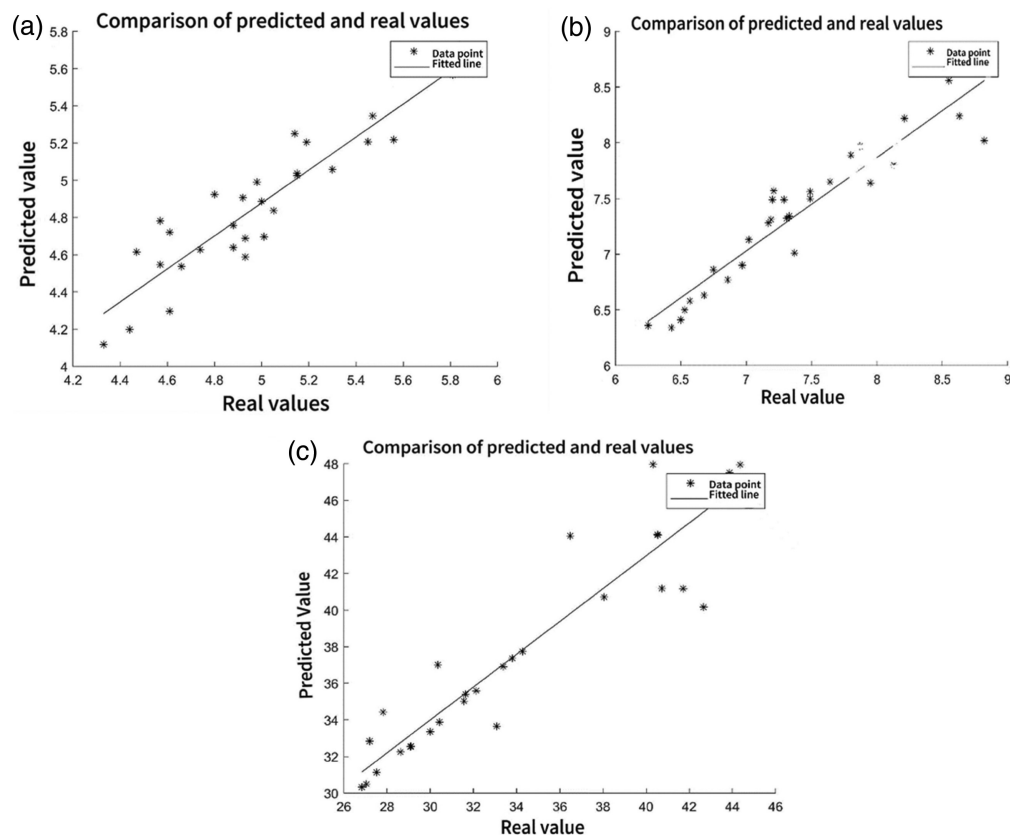 (a)
Comparison of predicted and real values
5.8
5.6
5.4
5.2
5
4.8
4.6
4.4
4.2
4
Predicted value
Data point
Fitted line
4.2 4.4 4.6 4.8 5 5.2 5.4 5.6 5.8 6
Real values
(b)
Comparison of predicted and real values
9
8.5
8
7.5
7
6.5
6
Predicted value
Data point
Fitted line
6 6.5 7 7.5 8 8.5 9
Real value
(c)
Comparison of predicted and real values
48
46
44
42
40
38
36
34
32
30
Predicted Value
Data point
Fitted line
26 28 30 32 34 36 38 40 42 44 46
Real value